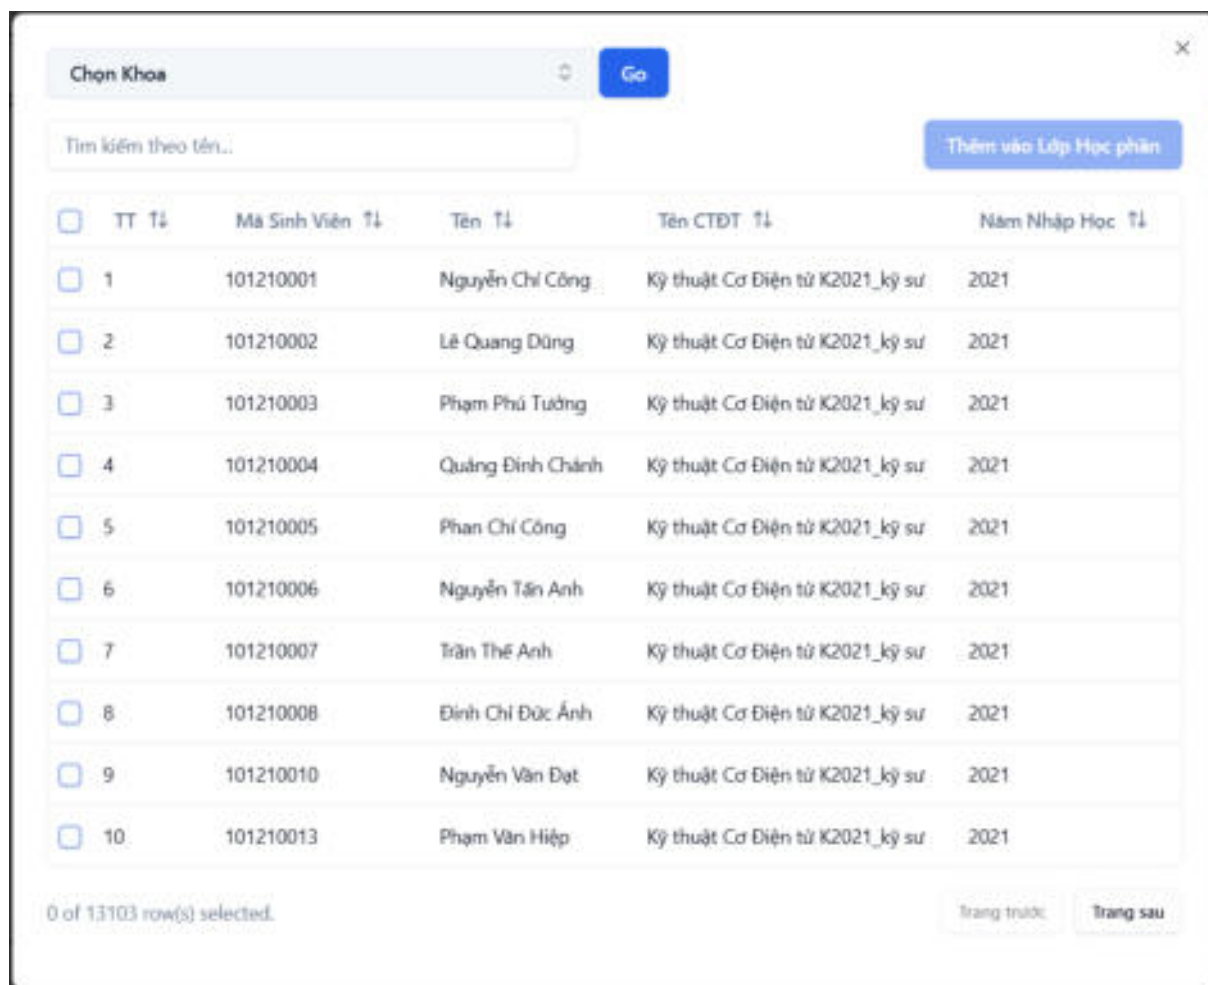 Chọn Khoa Go
Tìm kiếm theo tên... Thêm vào Lớp Học phần
TT Mã Sinh Viên Tên Tên CTĐT Năm Nhập Học
1 101210001 Nguyễn Chí Công Kỹ thuật Cơ Điện tử K2021_kỹ sư 2021
2 101210002 Lê Quang Dũng Kỹ thuật Cơ Điện tử K2021_kỹ sư 2021
3 101210003 Phạm Phú Tưởng Kỹ thuật Cơ Điện tử K2021_kỹ sư 2021
4 101210004 Quảng Đình Chánh Kỹ thuật Cơ Điện tử K2021_kỹ sư 2021
5 101210005 Phan Chí Công Kỹ thuật Cơ Điện tử K2021_kỹ sư 2021
6 101210006 Nguyễn Tấn Anh Kỹ thuật Cơ Điện tử K2021_kỹ sư 2021
7 101210007 Trần Thế Anh Kỹ thuật Cơ Điện tử K2021_kỹ sư 2021
8 101210008 Đinh Chí Đức Ánh Kỹ thuật Cơ Điện tử K2021_kỹ sư 2021
9 101210010 Nguyễn Văn Đạt Kỹ thuật Cơ Điện tử K2021_kỹ sư 2021
10 101210013 Phạm Văn Hiệp Kỹ thuật Cơ Điện tử K2021_kỹ sư 2021
0 of 13103 row(s) selected. Trang trước Trang sau